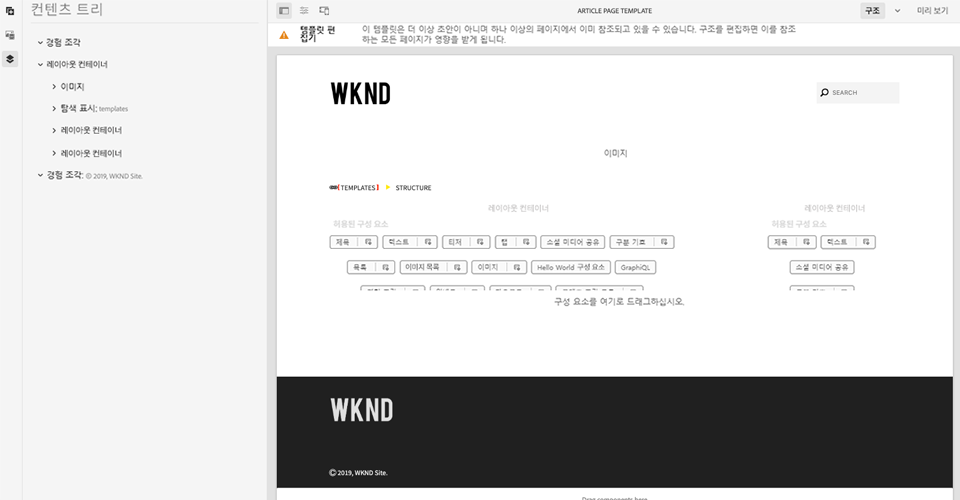 컨텐츠 트리
경험 조각
레이아웃 컨테이너
이미지
탐색 표시: templates
레이아웃 컨테이너
레이아웃 컨테이너
경험 조각: © 2019, WKND Site.
ARTICLE PAGE TEMPLATE
구조
미리 보기
템플릿 편
집기
이 템플릿은 더 이상 초안이 아니며 하나 이상의 페이지에서 이미 참조되고 있을 수 있습니다. 구조를 편집하면 이를 참조
하는 모든 페이지가 영향을 받게 됩니다.
WKND
SEARCH
이미지
TEMPLATES STRUCTURE
레이아웃 컨테이너
레이아웃 컨테이너
허용된 구성 요소
허용된 구성 요소
제목 텍스트 티저 탭 소셜 미디어 공유 구분 기호
제목 텍스트
목록 이미지 목록 이미지 Hello World 구성 요소 GraphiQL
소셜 미디어 공유
구성 요소를 여기로 드래그하십시오.
WKND
© 2019, WKND Site.
Drag components here